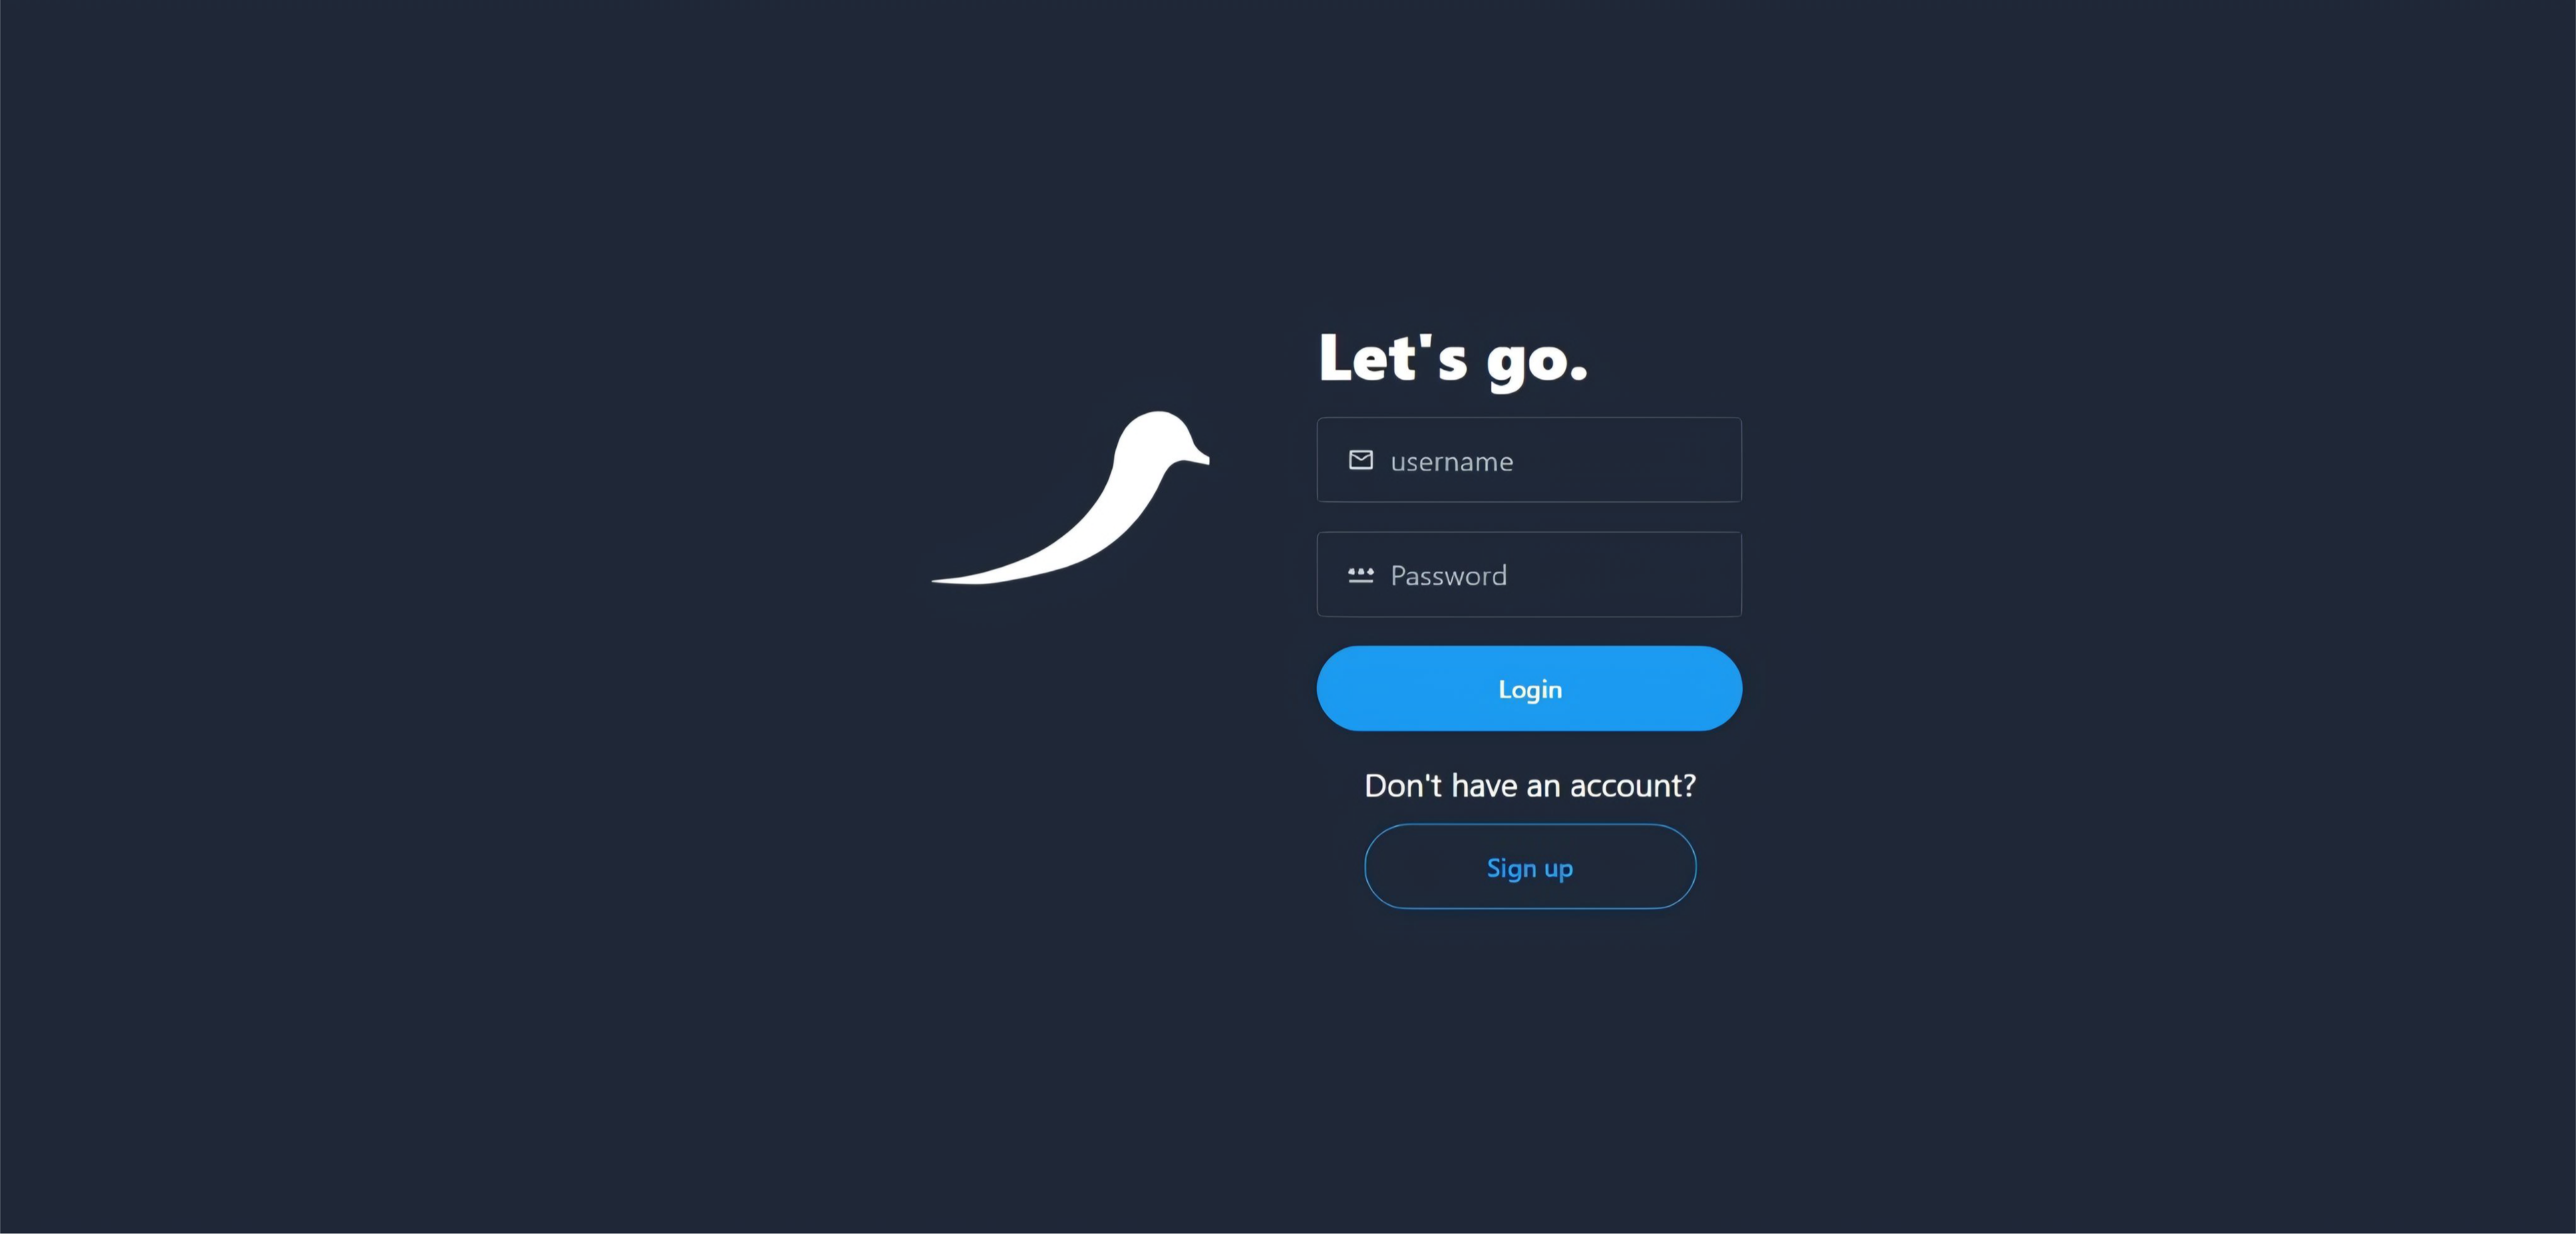 Let's go.
username
Password
Login
Don't have an account?
Sign up